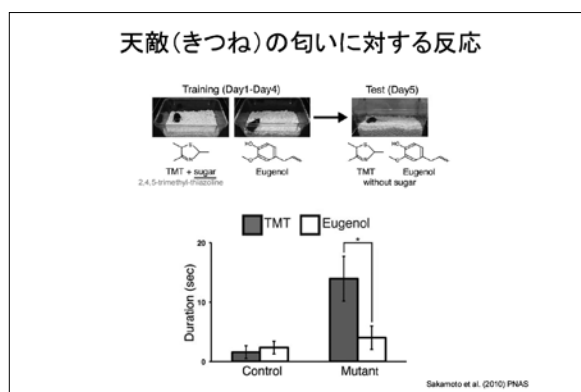 天敵(きつね)の匂いに対する反応
Training (Day1-Day4)
Test (Day5)
S
N
HO
O
S
N
HO
O
TMT + sugar
Eugenol
TMT
Eugenol
2,4,5-trimethyl-thiazoline
without sugar
TMT
Eugenol
20
*
Duration (sec)
10
0
Control
Mutant
Sakamoto et al. (2010) PNAS